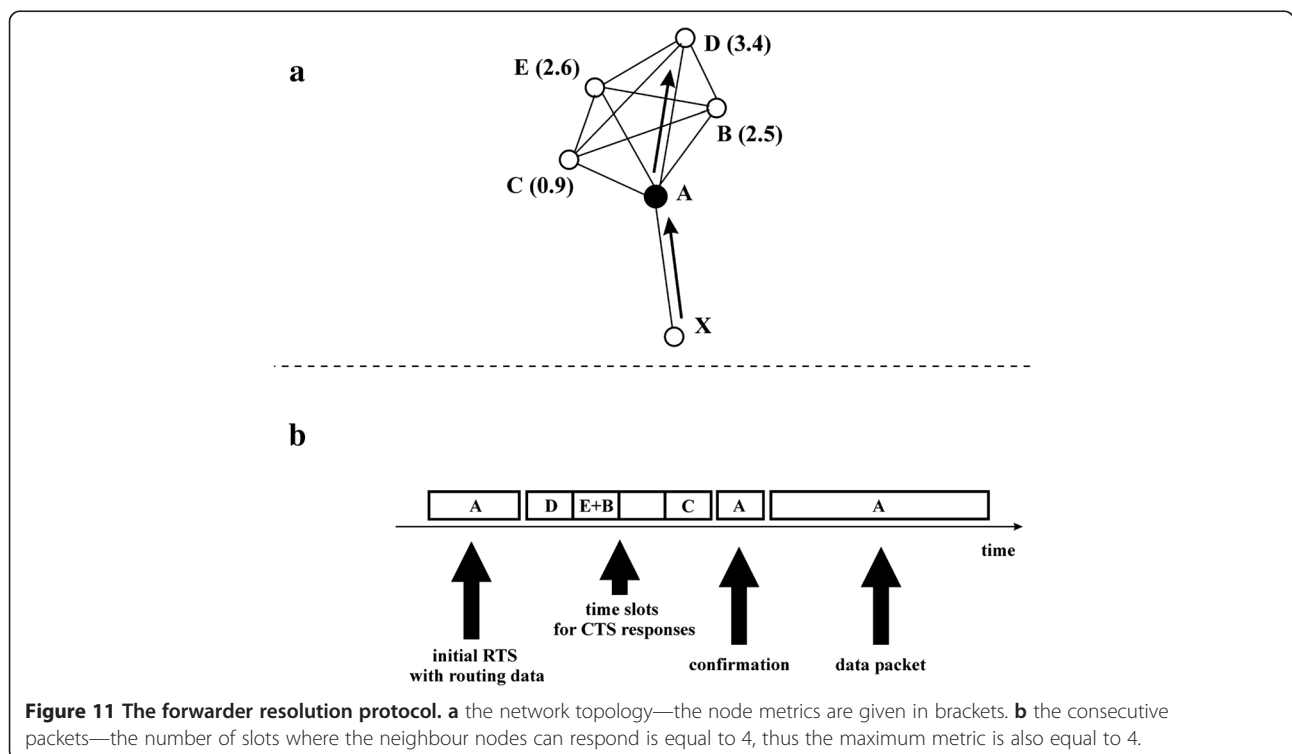 a
D (3.4)
E (2.6)
B (2.5)
C (0.9)
A
X
b
A
D
E+B
C
A
A
time
initial RTS
with routing data
time slots
for CTS responses
confirmation
data packet
Figure 11 The forwarder resolution protocol. a the network topology—the node metrics are given in brackets. b the consecutive
packets—the number of slots where the neighbour nodes can respond is equal to 4, thus the maximum metric is also equal to 4.